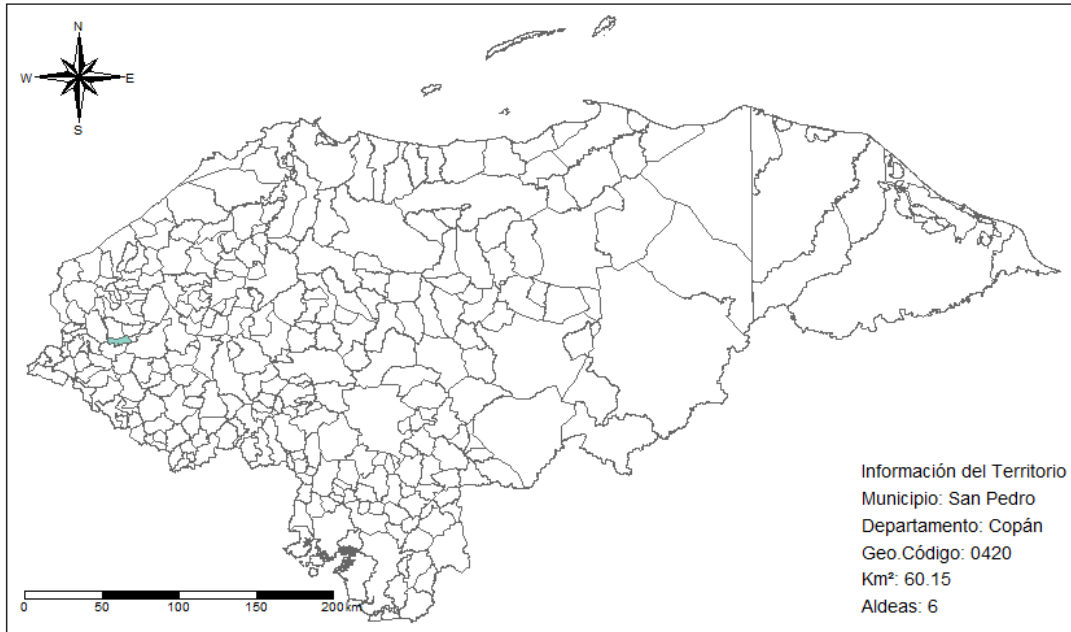 N
W E
S
Información del Territorio
Municipio: San Pedro
Departamento: Copán
Geo.Código: 0420
Km²: 60.15
Aldeas: 6
0 50 100 150 200 km